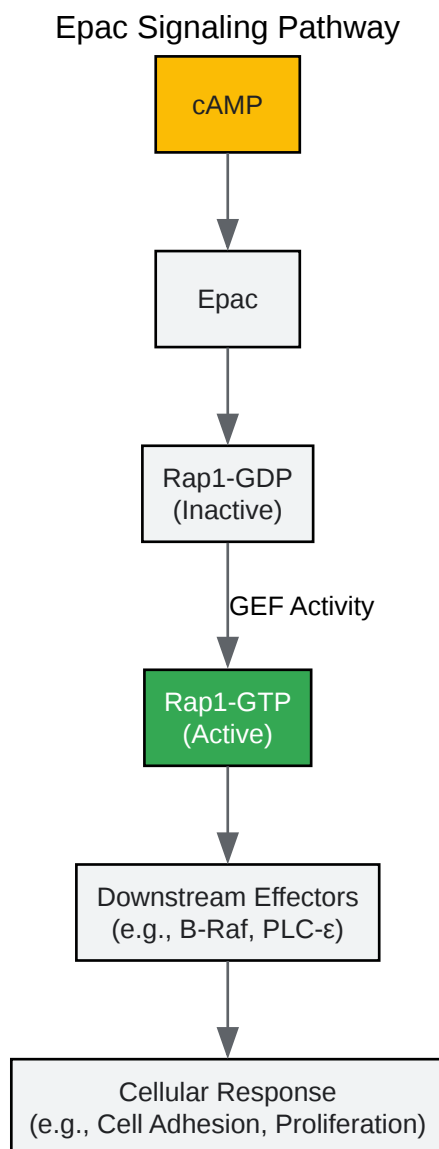 Epac Signaling Pathway
cAMP
Epac
Rap1-GDP
(Inactive)
GEF Activity
Rap1-GTP
(Active)
Downstream Effectors
(e.g., B-Raf, PLC-ε)
Cellular Response
(e.g., Cell Adhesion, Proliferation)